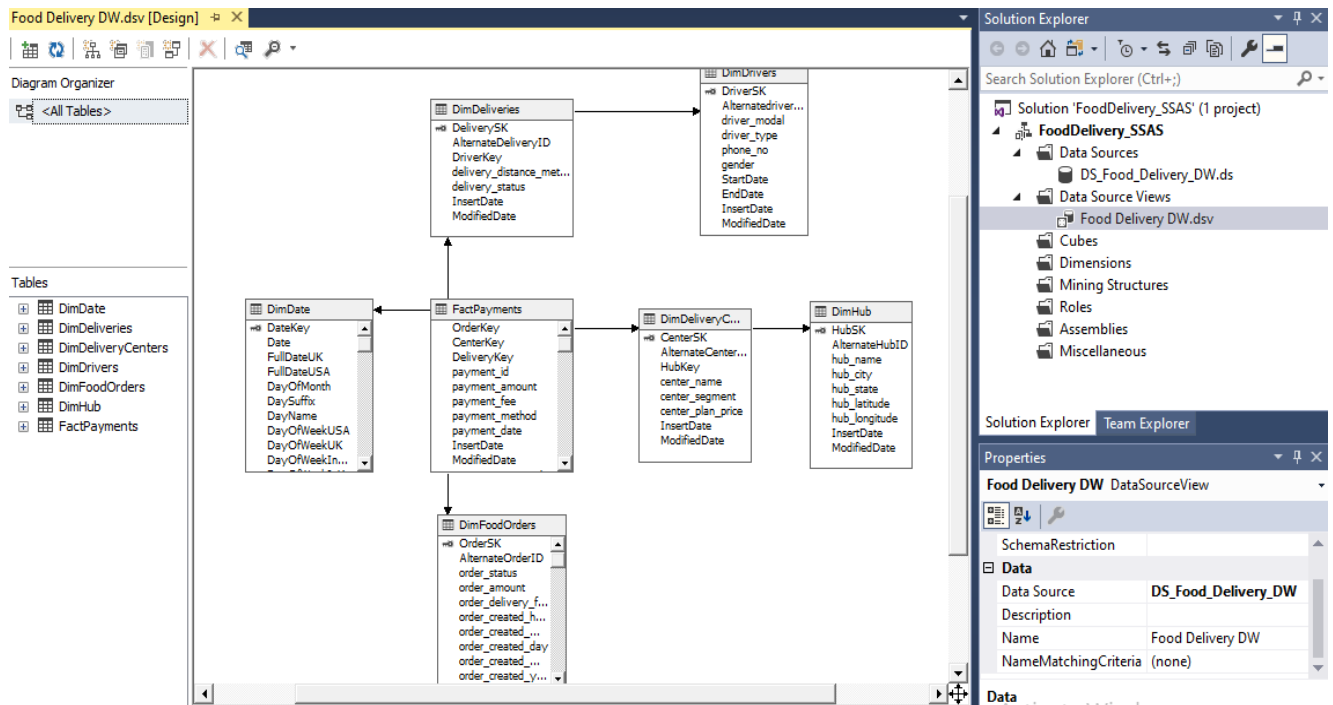 Food Delivery DW.dsv [Design]
Diagram Organizer
<All Tables>
Tables
DimDate
DimDeliveries
DimDeliveryCenters
DimDrivers
DimFoodOrders
DimHub
FactPayments
DimDeliveries
DeliverySK
AlternateDeliveryID
DriverKey
delivery_distance_met...
delivery_status
InsertDate
ModifiedDate
DimDrivers
DriverSK
Alternatedriver...
driver_modal
driver_type
phone_no
gender
StartDate
EndDate
InsertDate
ModifiedDate
DimDate
DateKey
Date
FullDateUK
FullDateUSA
DayOfMonth
DaySuffix
DayName
DayOfWeekUSA
DayOfWeekUK
DayOfWeekIn...
FactPayments
OrderKey
CenterKey
DeliveryKey
payment_id
payment_amount
payment_fee
payment_method
payment_date
InsertDate
ModifiedDate
DimDeliveryC...
CenterSK
AlternateCenter...
HubKey
center_name
center_segment
center_plan_price
InsertDate
ModifiedDate
DimHub
HubSK
AlternateHubID
hub_name
hub_city
hub_state
hub_latitude
hub_longitude
InsertDate
ModifiedDate
DimFoodOrders
OrderSK
AlternateOrderID
order_status
order_amount
order_delivery_f...
order_created_h...
order_created_...
order_created_day
order_created_...
order_created_y...
Solution Explorer
Search Solution Explorer (Ctrl+;)
Solution 'FoodDelivery_SSAS' (1 project)
FoodDelivery_SSAS
Data Sources
DS_Food_Delivery_DW.ds
Data Source Views
Food Delivery DW.dsv
Cubes
Dimensions
Mining Structures
Roles
Assemblies
Miscellaneous
Solution Explorer Team Explorer
Properties
Food Delivery DW DataSourceView
SchemaRestriction
Data
Data Source DS_Food_Delivery_DW
Description
Name Food Delivery DW
NameMatchingCriteria (none)
Data